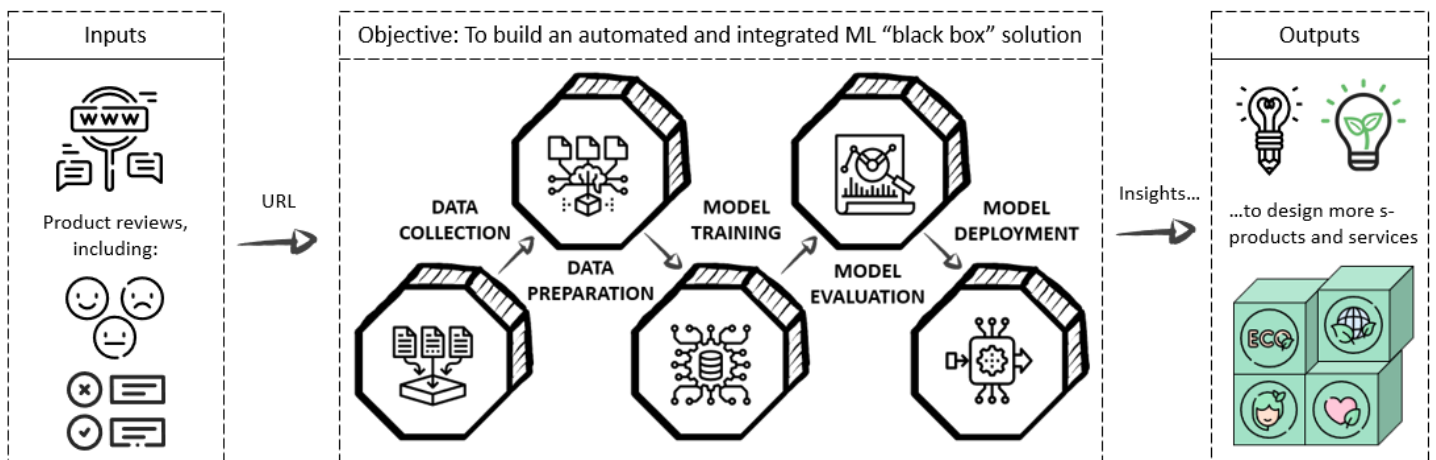 Inputs
www
Product reviews,
including:
URL
Objective: To build an automated and integrated ML “black box” solution
DATA
COLLECTION
DATA
PREPARATION
MODEL
TRAINING
MODEL
EVALUATION
MODEL
DEPLOYMENT
Insights...
Outputs
...to design more s-
products and services
ECO